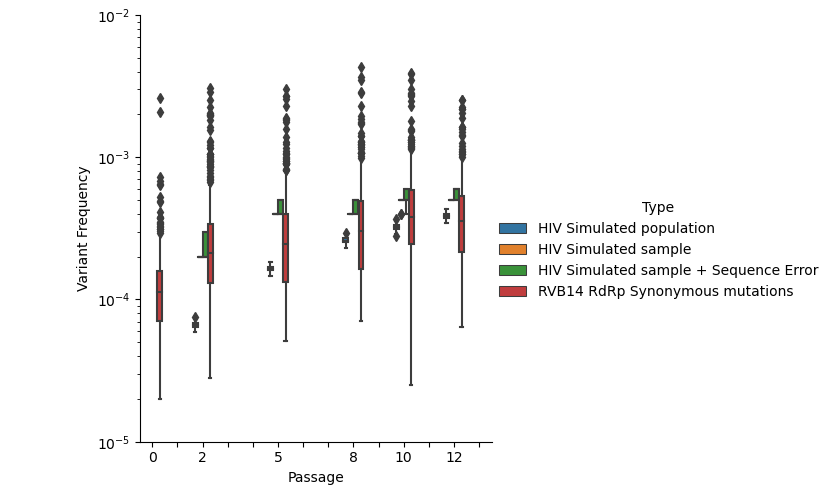 10⁻²
10⁻³
10⁻⁴
10⁻⁵
Variant Frequency
0 2 5 8 10 12
Passage
Type
HIV Simulated population
HIV Simulated sample
HIV Simulated sample + Sequence Error
RVB14 RdRp Synonymous mutations